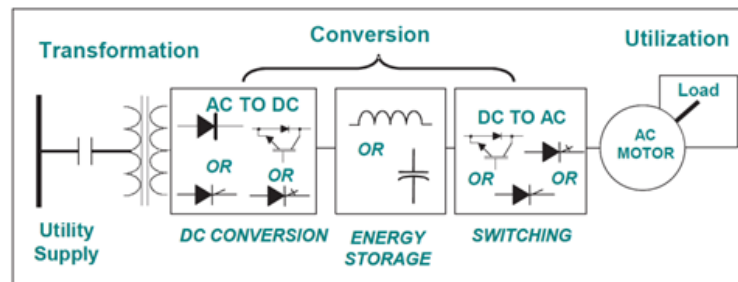 Transformation
Conversion
Utilization
AC TO DC
OR
OR
OR
DC TO AC
OR
OR
Load
AC
MOTOR
Utility
Supply
DC CONVERSION
ENERGY
STORAGE
SWITCHING